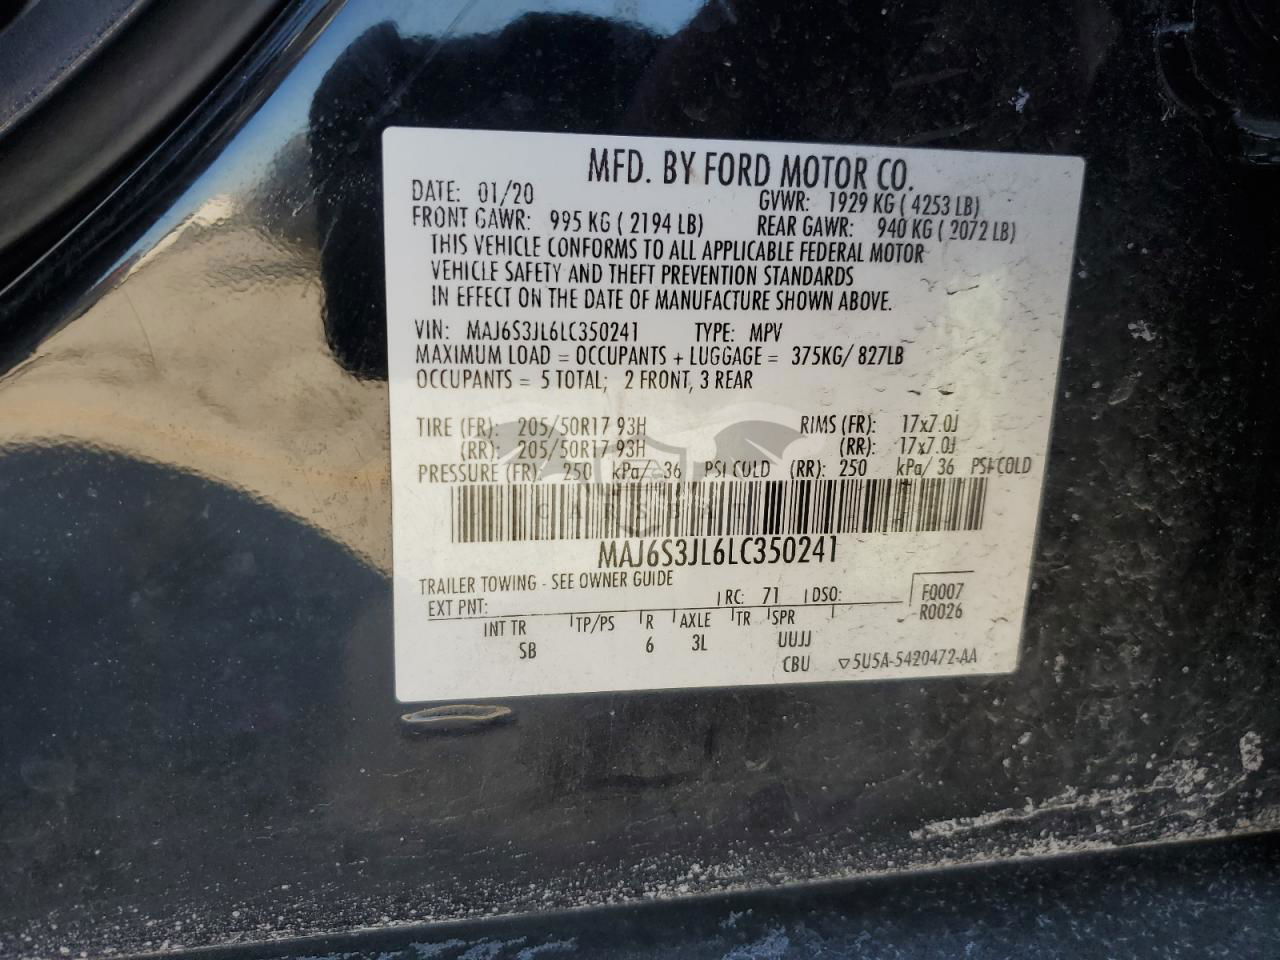 MFD. BY FORD MOTOR CO.
DATE: 01/20 GVWR: 1929 KG ( 4253 LB)
FRONT GAWR: 995 KG ( 2194 LB) REAR GAWR: 940 KG ( 2072 LB)
THIS VEHICLE CONFORMS TO ALL APPLICABLE FEDERAL MOTOR
VEHICLE SAFETY AND THEFT PREVENTION STANDARDS
IN EFFECT ON THE DATE OF MANUFACTURE SHOWN ABOVE.
VIN: MAJ6S3JL6LC350241 TYPE: MPV
MAXIMUM LOAD = OCCUPANTS + LUGGAGE = 375KG/ 827LB
OCCUPANTS = 5 TOTAL; 2 FRONT, 3 REAR
TIRE (FR): 205/50R17 93H RIMS (FR): 17x7.0J
(RR): 205/50R17 93H (RR): 17x7.0J
PRESSURE (FR): 250 kPa/ 36 PSI COLD (RR): 250 kPa/ 36 PSI COLD
MAJ6S3JL6LC350241
TRAILER TOWING - SEE OWNER GUIDE
EXT PNT: RC: 71 DSO: F0007
R0026
INT TR TP/PS R AXLE TR SPR
SB 6 3L UUJJ
CBU ▽5U5A-5420472-AA